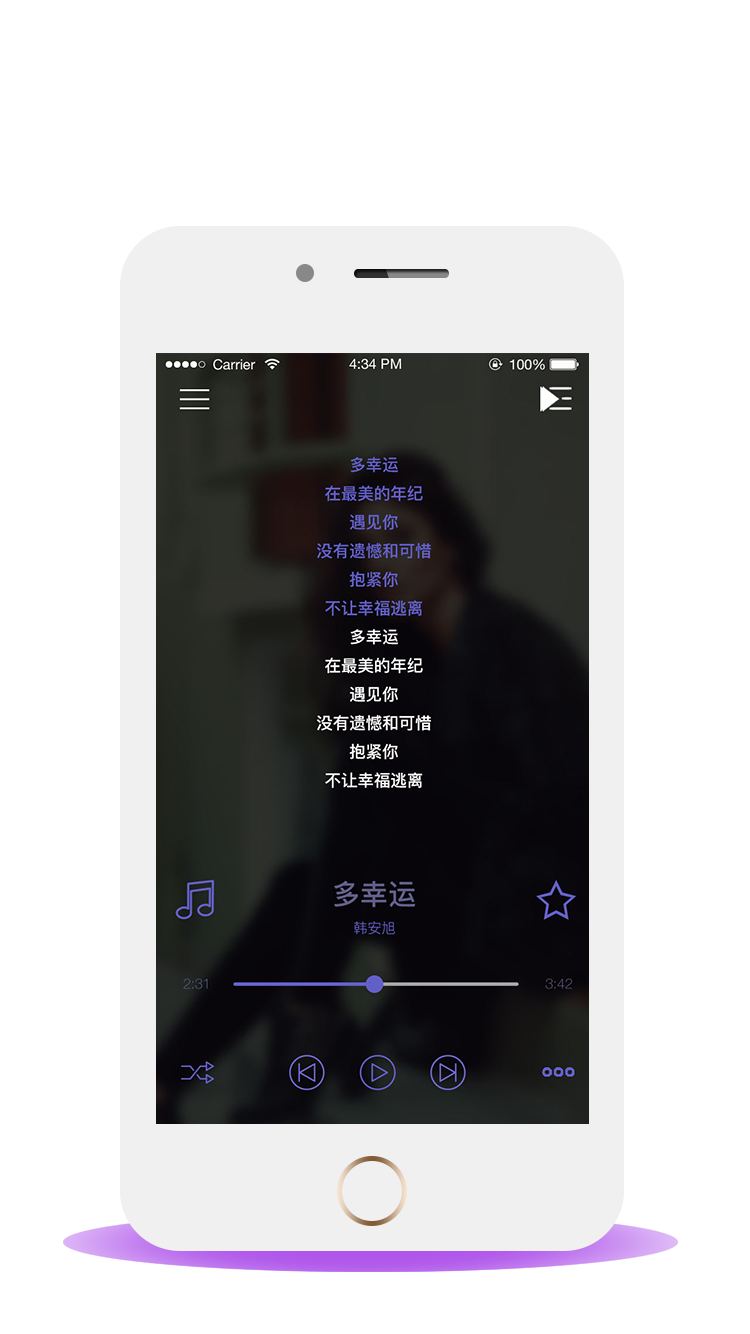 Carrier 4:34 PM 100%
多幸运
在最美的年纪
遇见你
没有遗憾和可惜
抱紧你
不让幸福逃离
多幸运
在最美的年纪
遇见你
没有遗憾和可惜
抱紧你
不让幸福逃离
多幸运
韩安旭
2:31 3:42